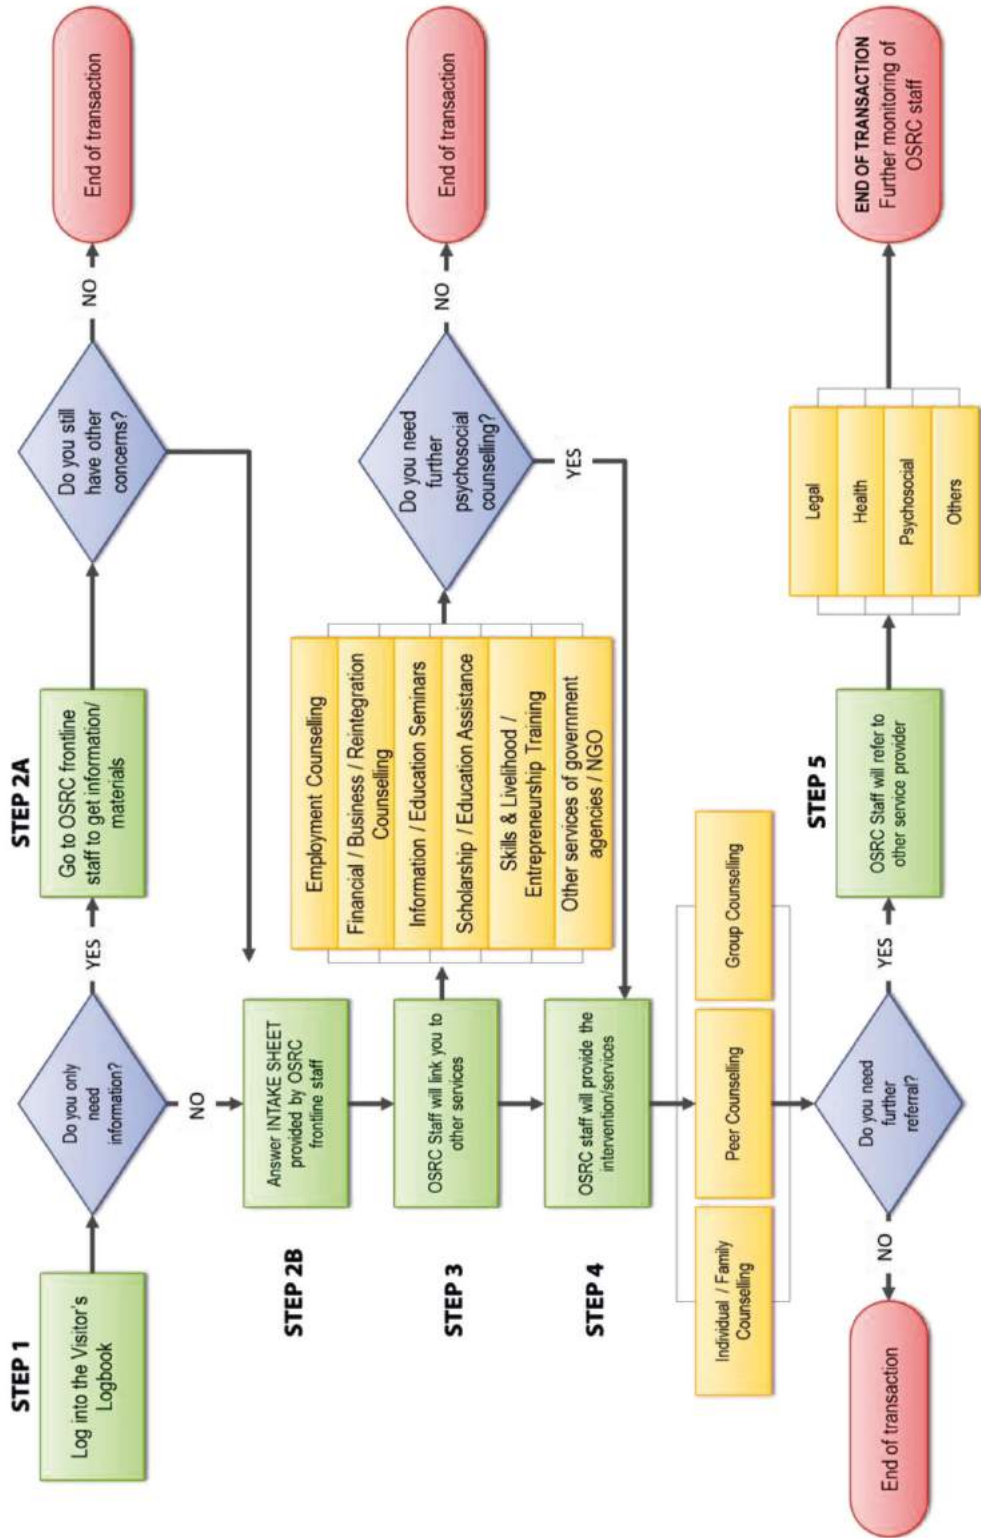 STEP 1
Log into the Visitor's
Logbook
Do you only
need
information?
YES
NO
STEP 2A
Go to OSRC frontline
staff to get information/
materials
Do you still
have other
concerns?
NO
End of transaction
STEP 2B
Answer INTAKE SHEET
provided by OSRC
frontline staff
STEP 3
OSRC Staff will link you to
other services
Employment Counselling
Financial / Business / Reintegration
Counselling
Information / Education Seminars
Scholarship / Education Assistance
Skills & Livelihood /
Entrepreneurship Training
Other services of government
agencies / NGO
Do you need
further
psychosocial
counselling?
NO
End of transaction
YES
STEP 4
OSRC staff will provide the
intervention/services
Individual / Family
Counselling
Peer Counselling
Group Counselling
Do you need
further
referral?
NO
End of transaction
YES
STEP 5
OSRC Staff will refer to
other service provider
Legal
Health
Psychosocial
Others
END OF TRANSACTION
Further monitoring of
OSRC staff